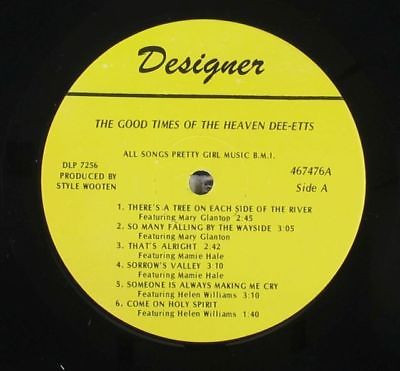 Designer
THE GOOD TIMES OF THE HEAVEN DEE-ETTS
ALL SONGS PRETTY GIRL MUSIC B.M.I.
DLP 7256
PRODUCED BY
STYLE WOOTEN
467476A
Side A
1. THERE'S A TREE ON EACH SIDE OF THE RIVER
Featuring Mary Glanton 2:45
2. SO MANY FALLING BY THE WAYSIDE 3:05
Featuring Mary Glanton
3. THAT'S ALRIGHT 2:42
Featuring Mamie Hale
4. SORROW'S VALLEY 3:10
Featuring Mamie Hale
5. SOMEONE IS ALWAYS MAKING ME CRY
Featuring Helen Williams 3:10
6. COME ON HOLY SPIRIT
Featuring Helen Williams 1:40